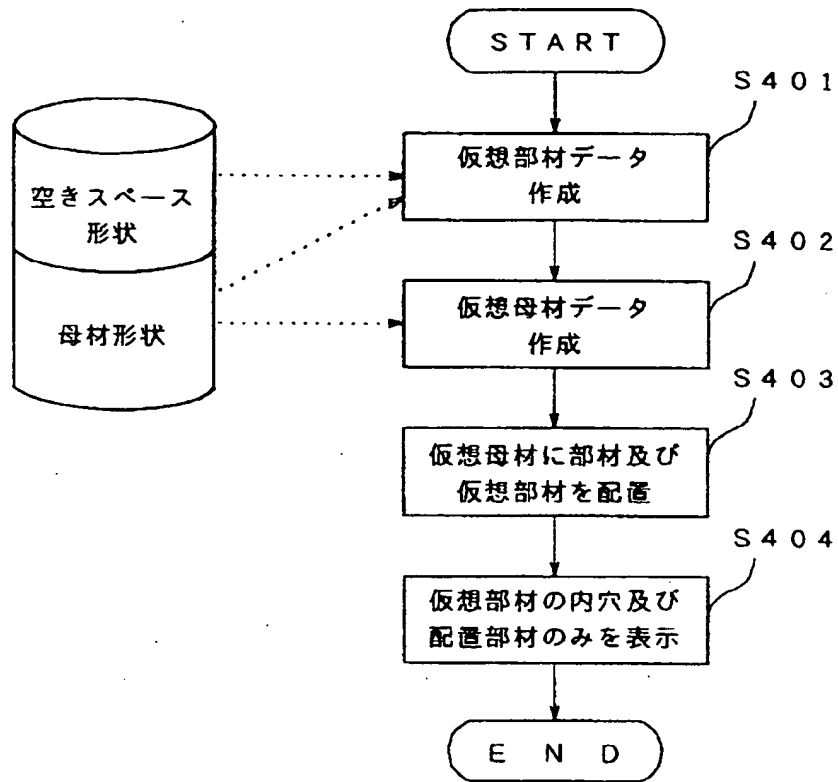 START
S401
仮想部材データ
作成
空きスペース
形状
S402
母材形状
仮想母材データ
作成
S403
仮想母材に部材及び
仮想部材を配置
S404
仮想部材の内穴及び
配置部材のみを表示
END